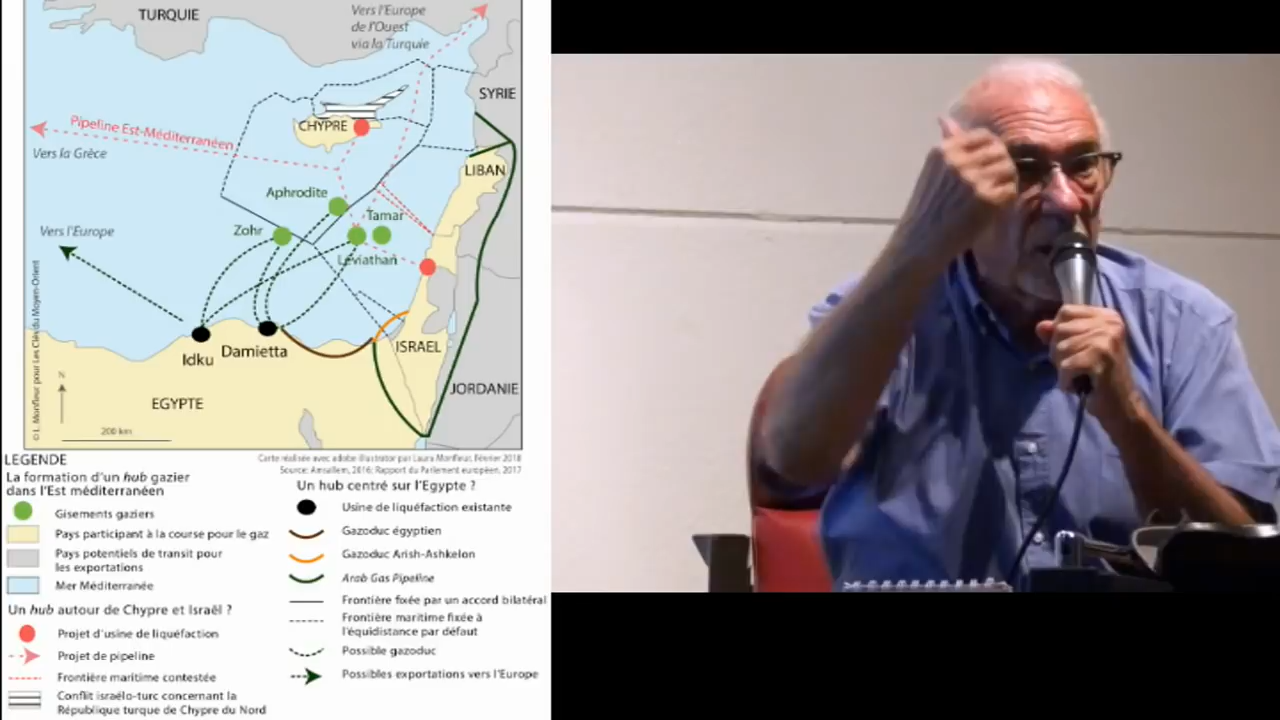 TURQUIE
Vers l'Europe
de l'Ouest
via la Turquie
SYRIE
CHYPRE
Pipeline Est-Méditerranéen
Vers la Grèce
LIBAN
Aphrodite
Tamar
Zohr
Vers l'Europe
Léviathan
Idku
Damietta
ISRAEL
JORDANIE
EGYPTE
N
200 km
© L. Monfleur pour Les Clés du Moyen-Orient
Carte réalisée avec adobe illustrator par Laura Monfleur, Février 2018
Source: Amsallem, 2016; Rapport du Parlement européen, 2017
LEGENDE
La formation d'un hub gazier
dans l'Est méditerranéen
Gisements gaziers
Pays participant à la course pour le gaz
Pays potentiels de transit pour
les exportations
Mer Méditerranée
Un hub autour de Chypre et Israël ?
Projet d'usine de liquéfaction
Projet de pipeline
Frontière maritime contestée
Conflit israélo-turc concernant la
République turque de Chypre du Nord
Un hub centré sur l'Egypte ?
Usine de liquéfaction existante
Gazoduc égyptien
Gazoduc Arish-Ashkelon
Arab Gas Pipeline
Frontière fixée par un accord bilatéral
Frontière maritime fixée à
l'équidistance par défaut
Possible gazoduc
Possibles exportations vers l'Europe